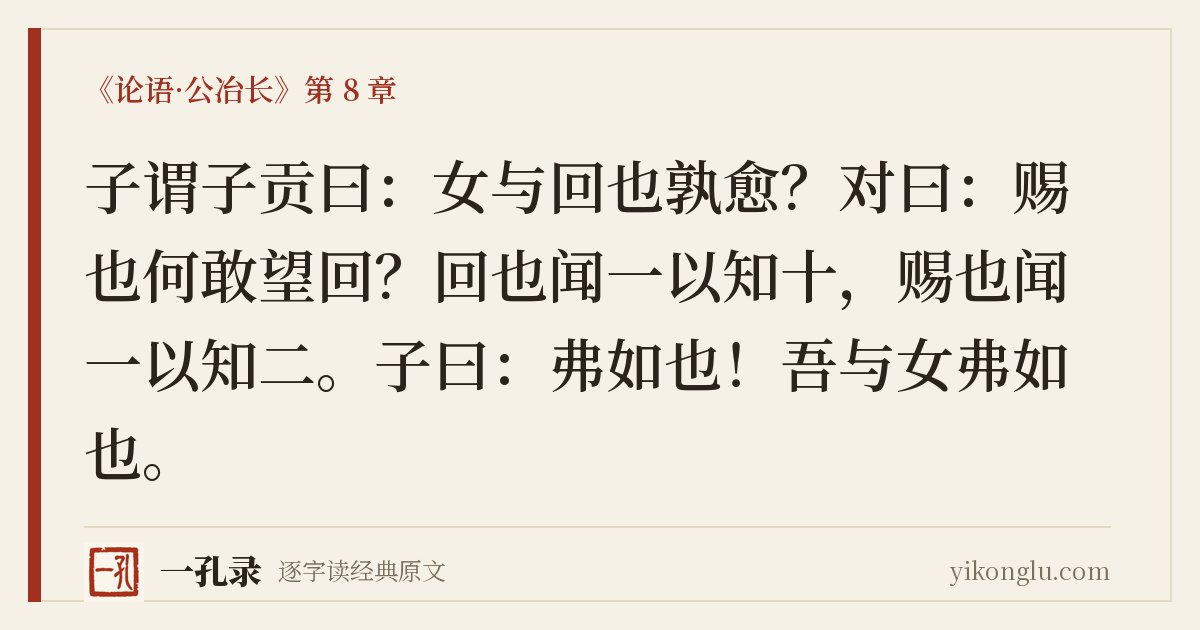 《论语·公冶长》第 8 章
子谓子贡曰：女与回也孰愈？对曰：赐
也何敢望回？回也闻一以知十，赐也闻
一以知二。子曰：弗如也！吾与女弗如
也。
一孔
一孔录 逐字读经典原文
yikonglu.com